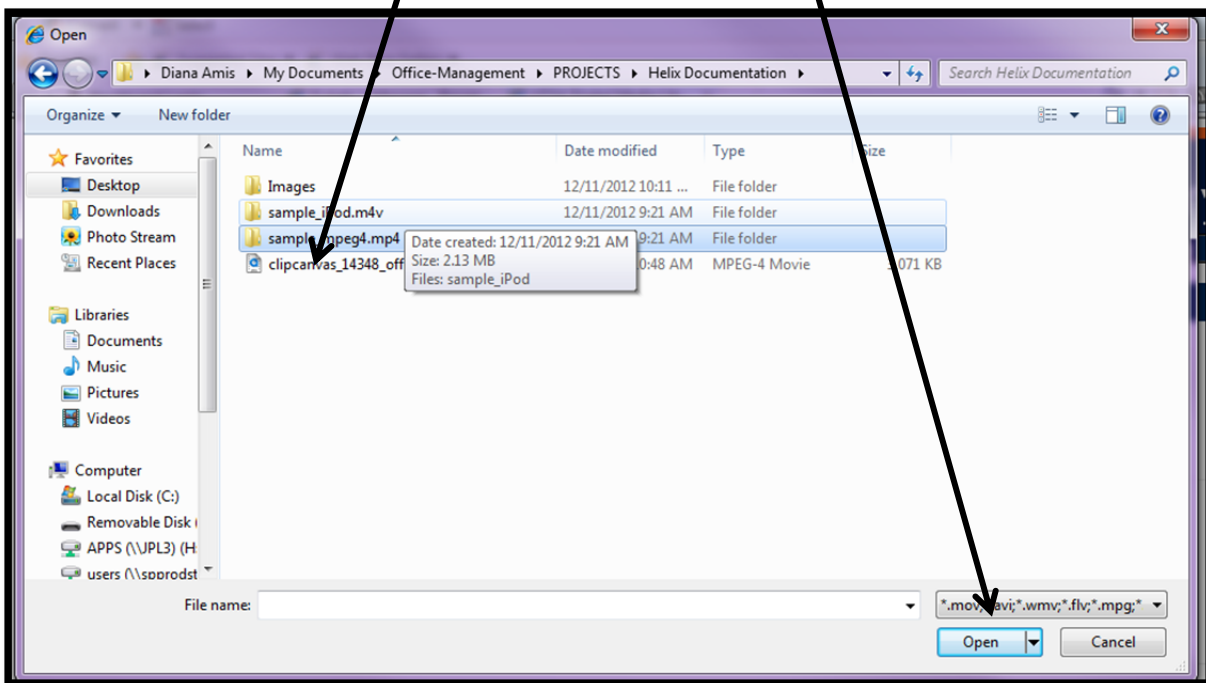 Open
Diana Amis My Documents Office-Management PROJECTS Helix Documentation Search Helix Documentation
Organize New folder
Name Date modified Type Size
Favorites
Desktop
Downloads
Photo Stream
Recent Places
Libraries
Documents
Music
Pictures
Videos
Computer
Local Disk (C:)
Removable Disk (
APPS (\\JPL3) (H:
users (\\spprodst
Images 12/11/2012 10:11 ... File folder
sample_iPod.m4v 12/11/2012 9:21 AM File folder
sample_mpeg4.mp4 9:21 AM File folder
clipcanvas_14348_off 0:48 AM MPEG-4 Movie 071 KB
Date created: 12/11/2012 9:21 AM
Size: 2.13 MB
Files: sample_iPod
File name: *.mov;*.avi;*.wmv;*.flv;*.mpg;*
Open Cancel